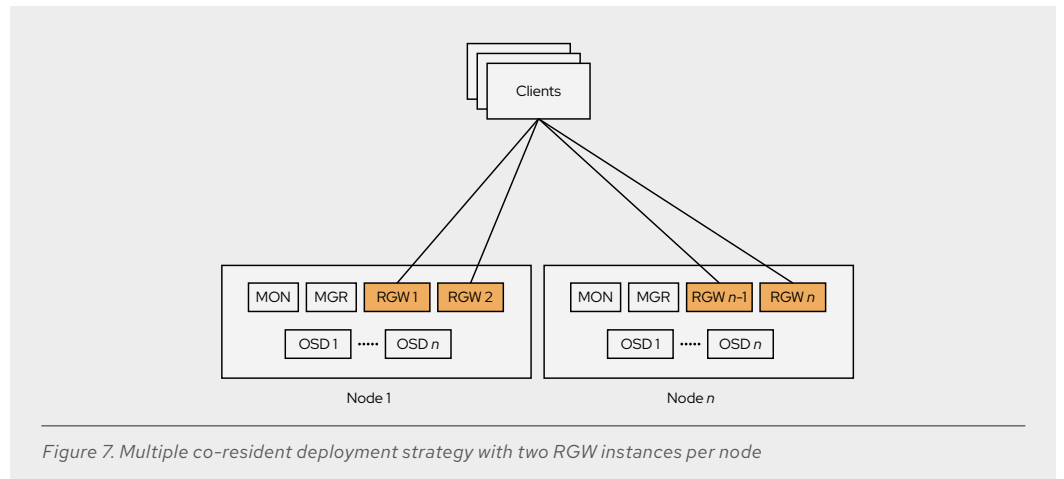 Clients
MON MGR RGW 1 RGW 2 MON MGR RGW n-1 RGW n
OSD 1 ..... OSD n OSD 1 ..... OSD n
Node 1 Node n
Figure 7. Multiple co-resident deployment strategy with two RGW instances per node